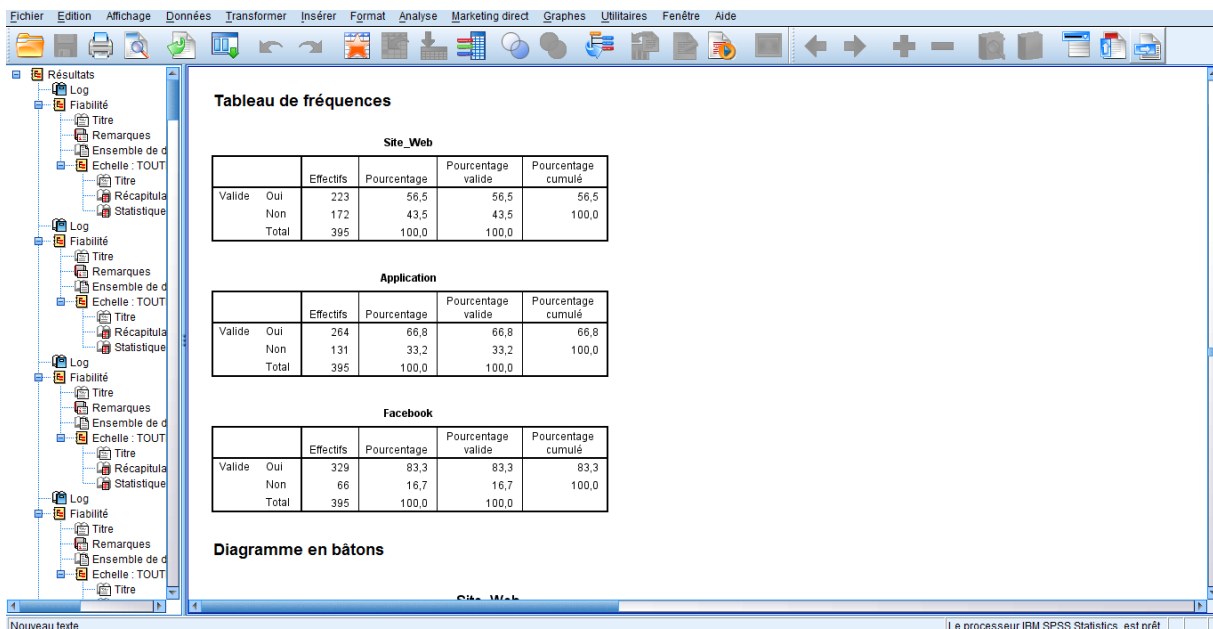 Fichier Edition Affichage Données Transformer Insérer Format Analyse Marketing direct Graphes Utilitaires Fenêtre Aide
Résultats
Log
Fiabilité
Titre
Remarques
Ensemble de d
Echelle : TOUT
Titre
Récapitula
Statistique
Log
Fiabilité
Titre
Remarques
Ensemble de d
Echelle : TOUT
Titre
Récapitula
Statistique
Log
Fiabilité
Titre
Remarques
Ensemble de d
Echelle : TOUT
Titre
Récapitula
Statistique
Log
Fiabilité
Titre
Remarques
Ensemble de d
Echelle : TOUT
Titre
Tableau de fréquences
Site_Web
Effectifs Pourcentage Pourcentage valide Pourcentage cumulé
Valide Oui 223 56,5 56,5 56,5
Non 172 43,5 43,5 100,0
Total 395 100,0 100,0
Application
Effectifs Pourcentage Pourcentage valide Pourcentage cumulé
Valide Oui 264 66,8 66,8 66,8
Non 131 33,2 33,2 100,0
Total 395 100,0 100,0
Facebook
Effectifs Pourcentage Pourcentage valide Pourcentage cumulé
Valide Oui 329 83,3 83,3 83,3
Non 66 16,7 16,7 100,0
Total 395 100,0 100,0
Diagramme en bâtons
Site_Web
Nouveau texte
Le processeur IBM SPSS Statistics est prêt